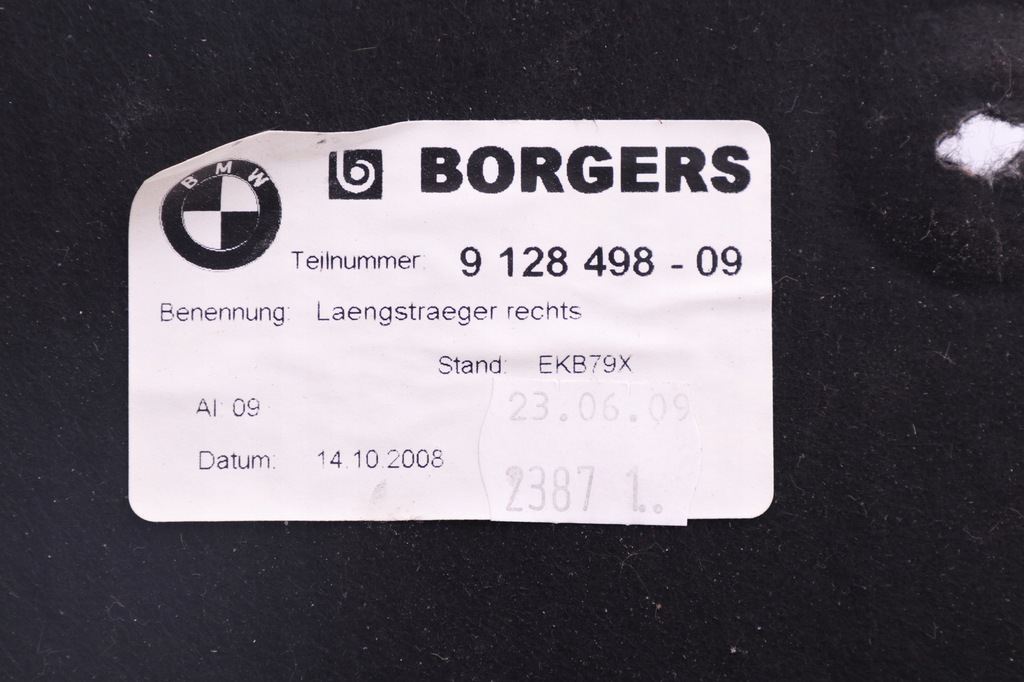 BMW
BORGERS
Teilnummer: 9 128 498 - 09
Benennung: Laengstraeger rechts
Stand: EKB79X
AI: 09
23.06.09
Datum: 14.10.2008
2387 1.